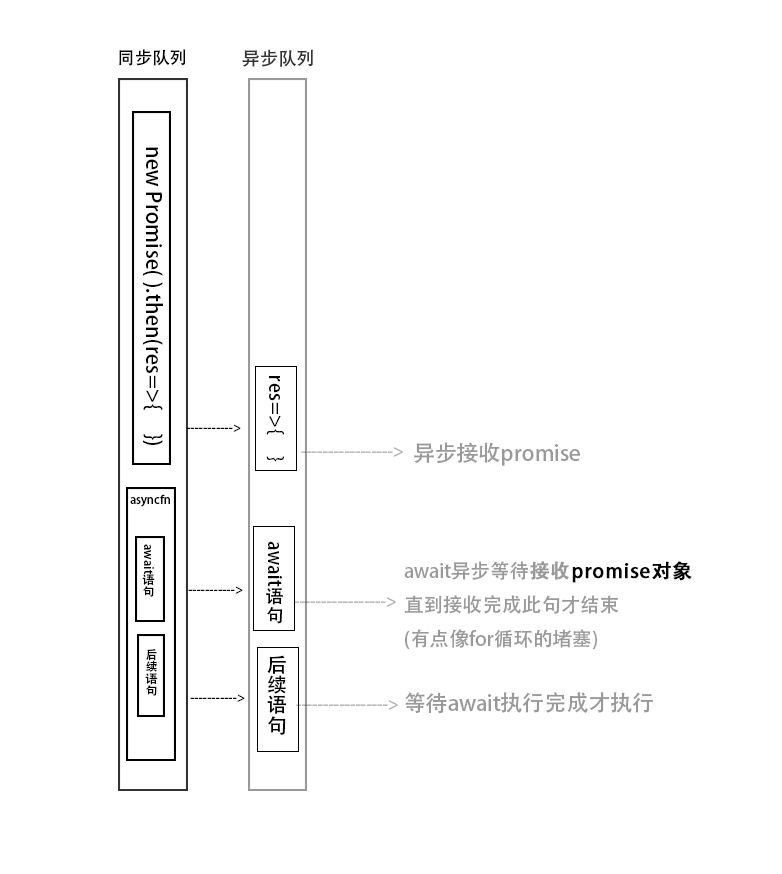 同步队列
异步队列
new Promise( ).then(res=>{ })
res=>{ }
异步接收promise
asyncfn
await语句
await语句
await异步等待接收promise对象
直到接收完成此句才结束
(有点像for循环的堵塞)
后续语句
后续语句
等待await执行完成才执行